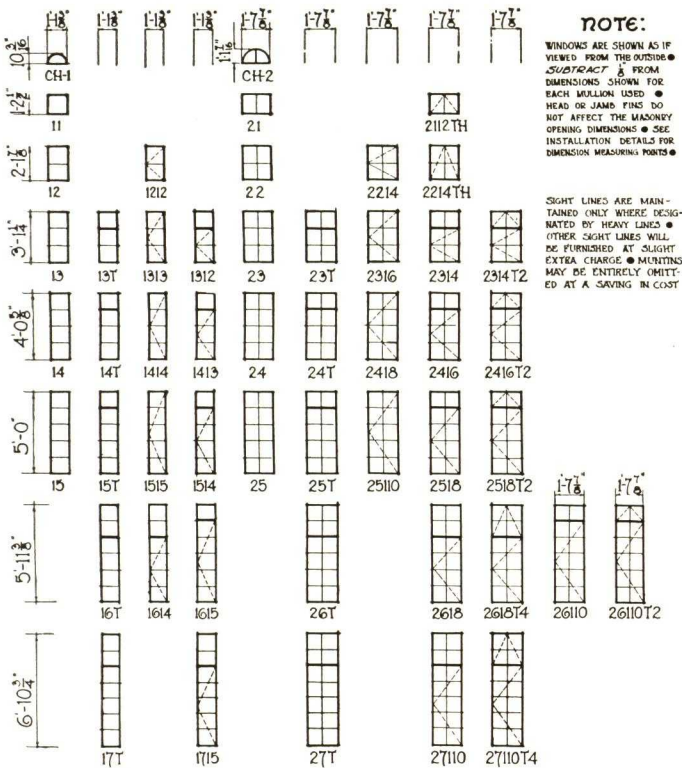 1'-1⅜" 1'-1⅜" 1'-1⅜" 1'-1⅜" 1'-7⅞" 1'-7⅞" 1'-7⅞" 1'-7⅞" 1'-7⅞"
CH-1 CH-2
1'-2½"
11 21 2112TH
2'-1⅞"
12 1212 22 2214 2214TH
3'-1¼"
13 13T 1313 1312 23 23T 2316 2314 2314T2
4'-0⅝"
14 14T 1414 1413 24 24T 2418 2416 2416T2
5'-0"
15 15T 1515 1514 25 25T 25110 2518 2518T2
1'-7⅞" 1'-7⅞"
5'-11⅜"
16T 1614 1615 26T 2618 2618T4 26110 26110T2
6'-10¾"
17T 1715 27T 27110 27110T4
NOTE:
WINDOWS ARE SHOWN AS IF
VIEWED FROM THE OUTSIDE ●
SUBTRACT ⅛" FROM
DIMENSIONS SHOWN FOR
EACH MULLION USED ●
HEAD OR JAMB FINS DO
NOT AFFECT THE MASONRY
OPENING DIMENSIONS ● SEE
INSTALLATION DETAILS FOR
DIMENSION MEASURING POINTS ●
SIGHT LINES ARE MAIN-
TAINED ONLY WHERE DESIG-
NATED BY HEAVY LINES ●
OTHER SIGHT LINES WILL
BE FURNISHED AT SLIGHT
EXTRA CHARGE ● MUNTINS
MAY BE ENTIRELY OMITT-
ED AT A SAVING IN COST